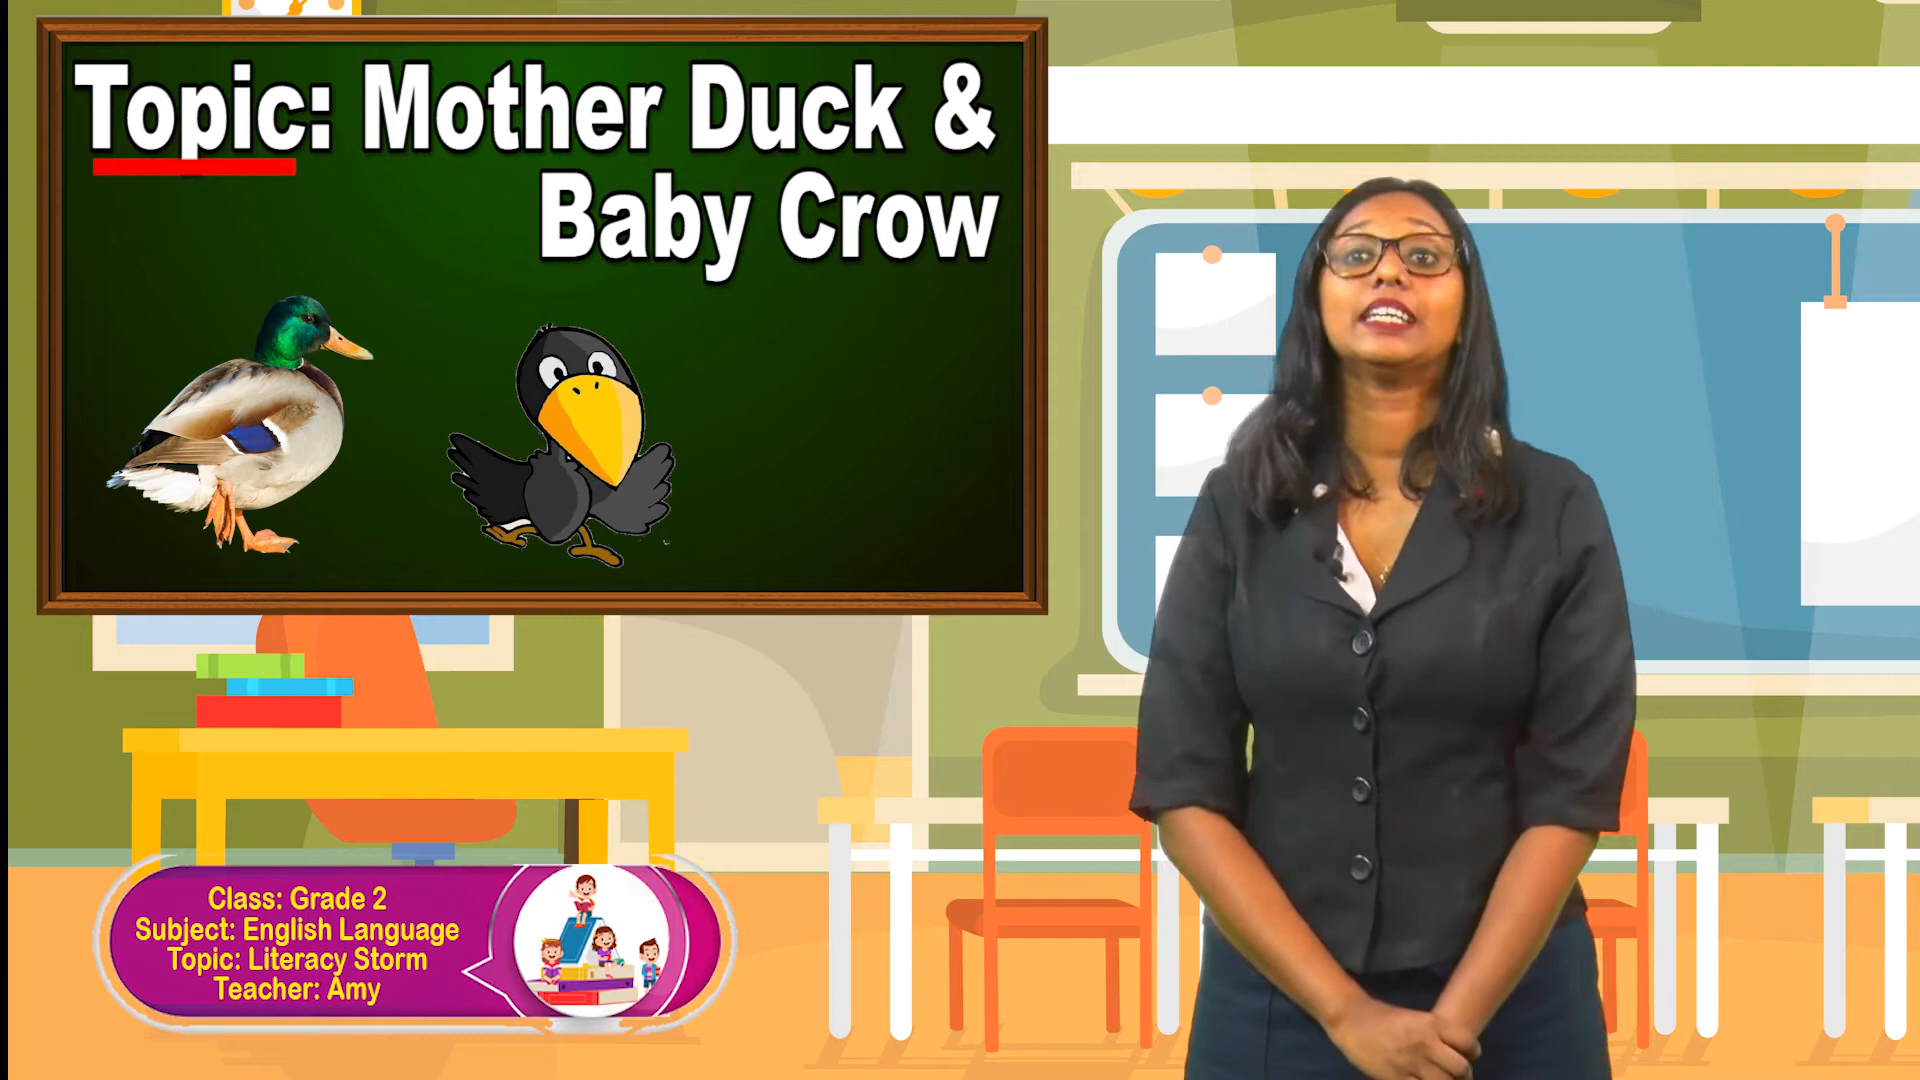 Topic: Mother Duck &
Baby Crow
Class: Grade 2
Subject: English Language
Topic: Literacy Storm
Teacher: Amy